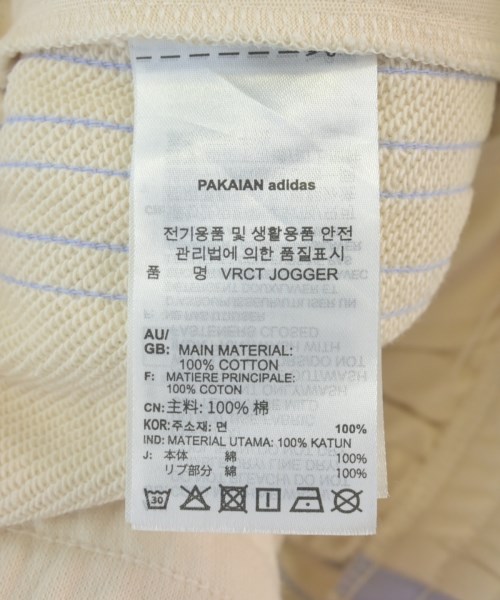 PAKAIAN adidas
전기용품 및 생활용품 안전
관리법에 의한 품질표시
품 명 VRCT JOGGER
AU/
GB: MAIN MATERIAL:
100% COTTON
F: MATIERE PRINCIPALE:
100% COTON
CN: 主料: 100% 棉
KOR: 주소재: 면 100%
IND: MATERIAL UTAMA: 100% KATUN
J: 本体 綿 100%
リブ部分 綿 100%
30